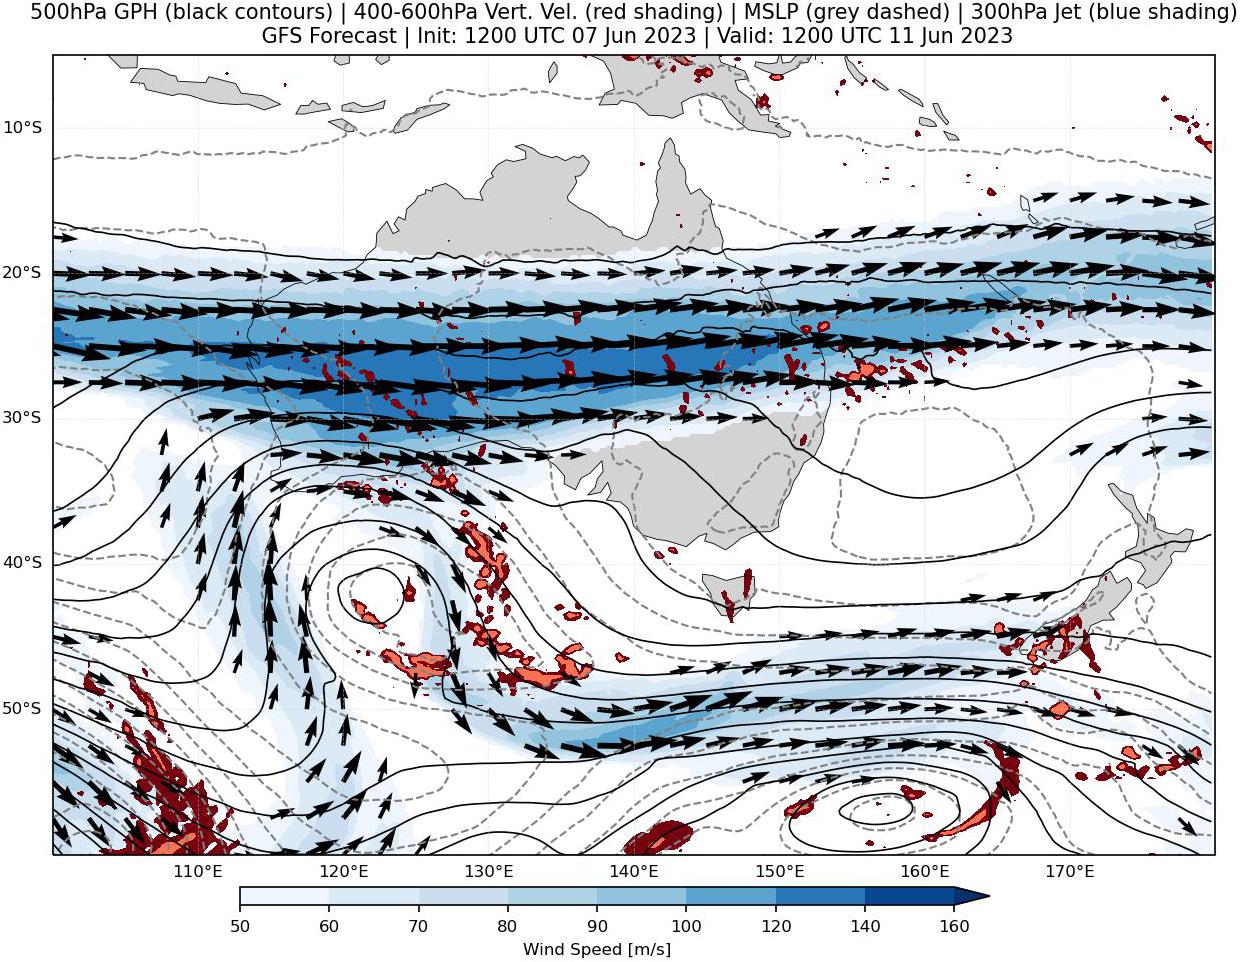 500hPa GPH (black contours) | 400-600hPa Vert. Vel. (red shading) | MSLP (grey dashed) | 300hPa Jet (blue shading)
GFS Forecast | Init: 1200 UTC 07 Jun 2023 | Valid: 1200 UTC 11 Jun 2023
10°S
20°S
30°S
40°S
50°S
110°E 120°E 130°E 140°E 150°E 160°E 170°E
50 60 70 80 90 100 120 140 160
Wind Speed [m/s]